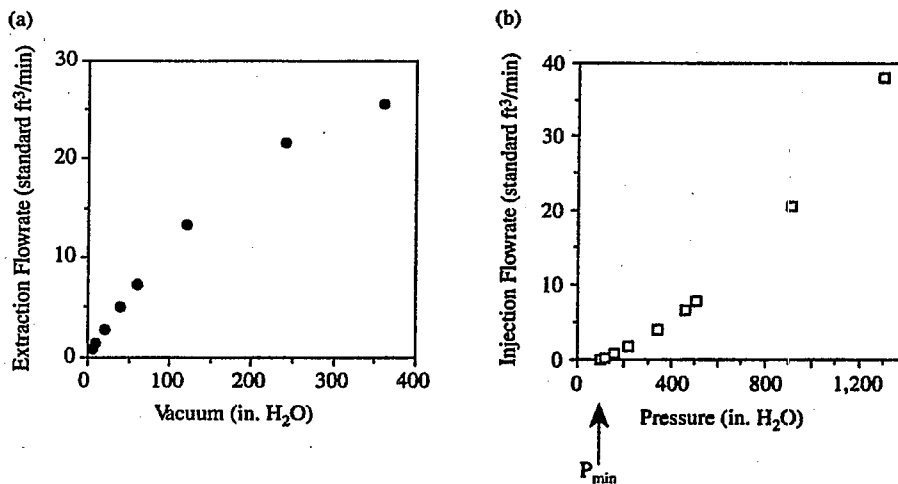 (a)
Extraction Flowrate (standard ft³/min)
30
20
10
0
0 100 200 300 400
Vacuum (in. H₂O)
(b)
Injection Flowrate (standard ft³/min)
40
30
20
10
0
0 400 800 1,200
Pressure (in. H₂O)
P_min